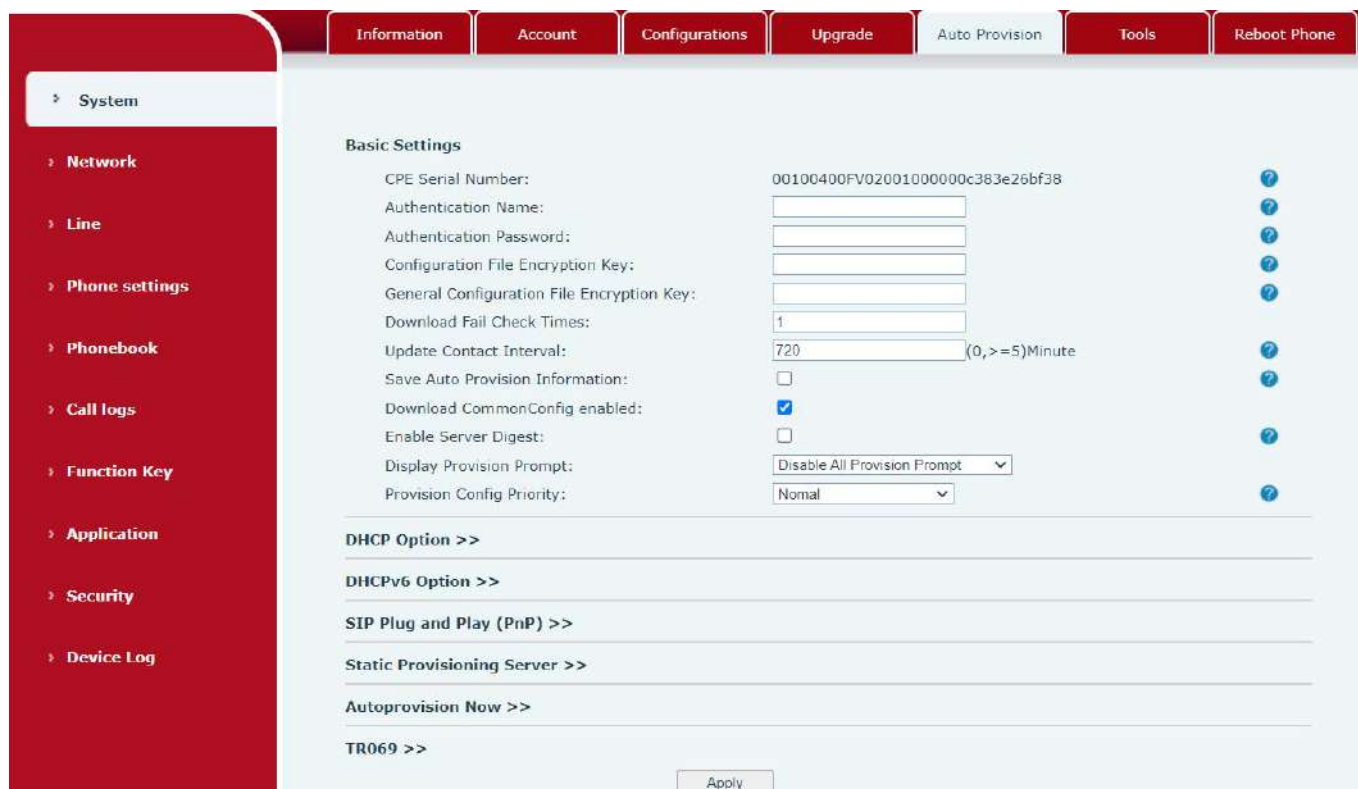 Information Account Configurations Upgrade Auto Provision Tools Reboot Phone
System
Network
Line
Phone settings
Phonebook
Call logs
Function Key
Application
Security
Device Log
Basic Settings
CPE Serial Number: 00100400FV02001000000c383e26bf38
Authentication Name:
Authentication Password:
Configuration File Encryption Key:
General Configuration File Encryption Key:
Download Fail Check Times: 1
Update Contact Interval: 720 (0,>=5)Minute
Save Auto Provision Information:
Download CommonConfig enabled:
Enable Server Digest:
Display Provision Prompt: Disable All Provision Prompt
Provision Config Priority: Nomal
DHCP Option >>
DHCPv6 Option >>
SIP Plug and Play (PnP) >>
Static Provisioning Server >>
Autoprovision Now >>
TR069 >>
Apply